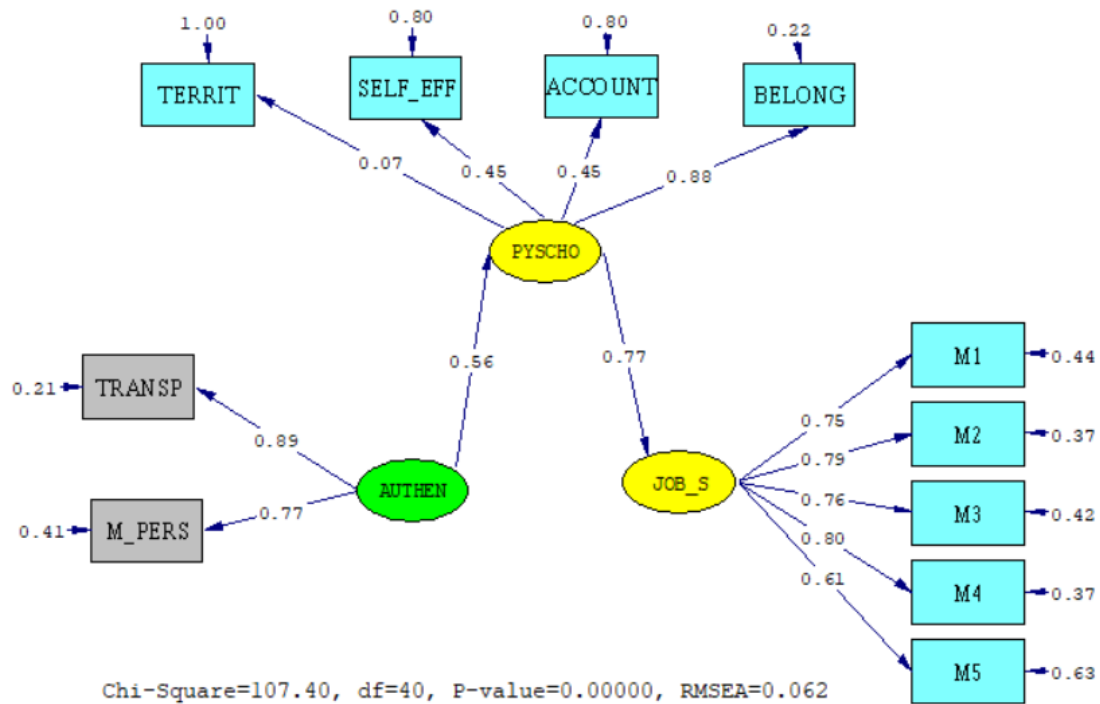 1.00 0.80 0.80 0.22
TERRIT SELF_EFF ACCOUNT BELONG
0.07 0.45 0.45 0.88
PYSCHO
0.56 0.77
TRANSP
0.21
0.89
AUTHEN
M_PERS
0.41
0.77
JOB_S
0.75
0.79
0.76
0.80
0.61
M1
0.44
M2
0.37
M3
0.42
M4
0.37
M5
0.63
Chi-Square=107.40, df=40, P-value=0.00000, RMSEA=0.062